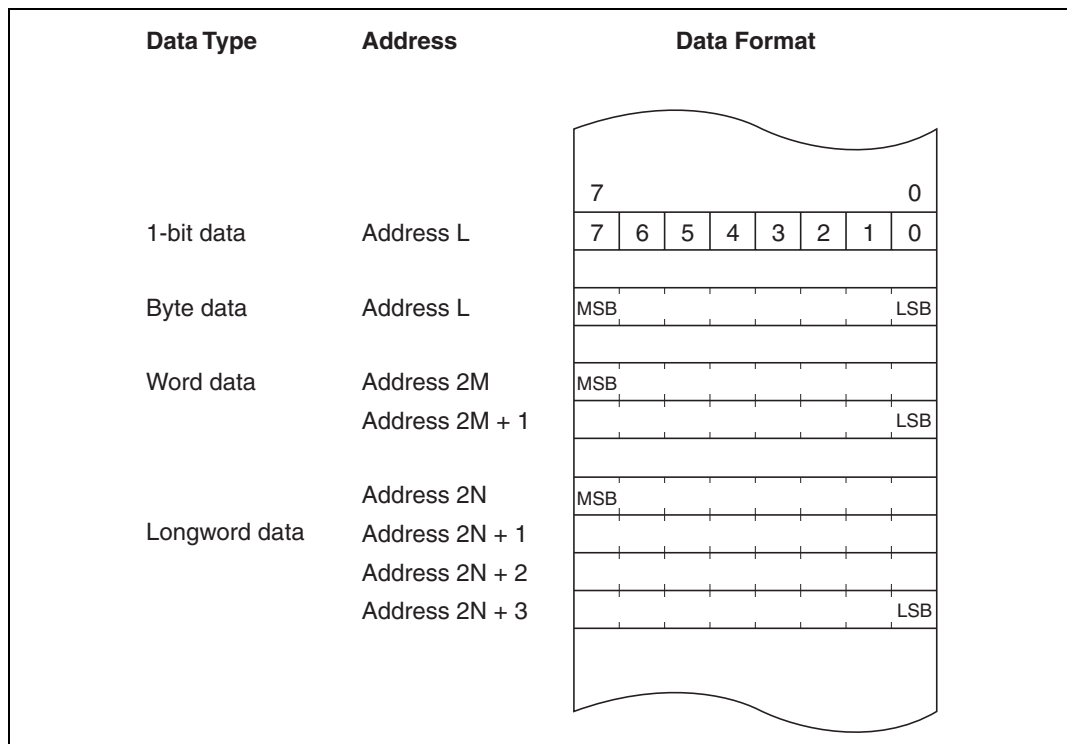 Data Type Address Data Format
7 0
1-bit data Address L 7 6 5 4 3 2 1 0
Byte data Address L MSB LSB
Word data Address 2M MSB
Address 2M + 1 LSB
Address 2N MSB
Longword data Address 2N + 1
Address 2N + 2
Address 2N + 3 LSB